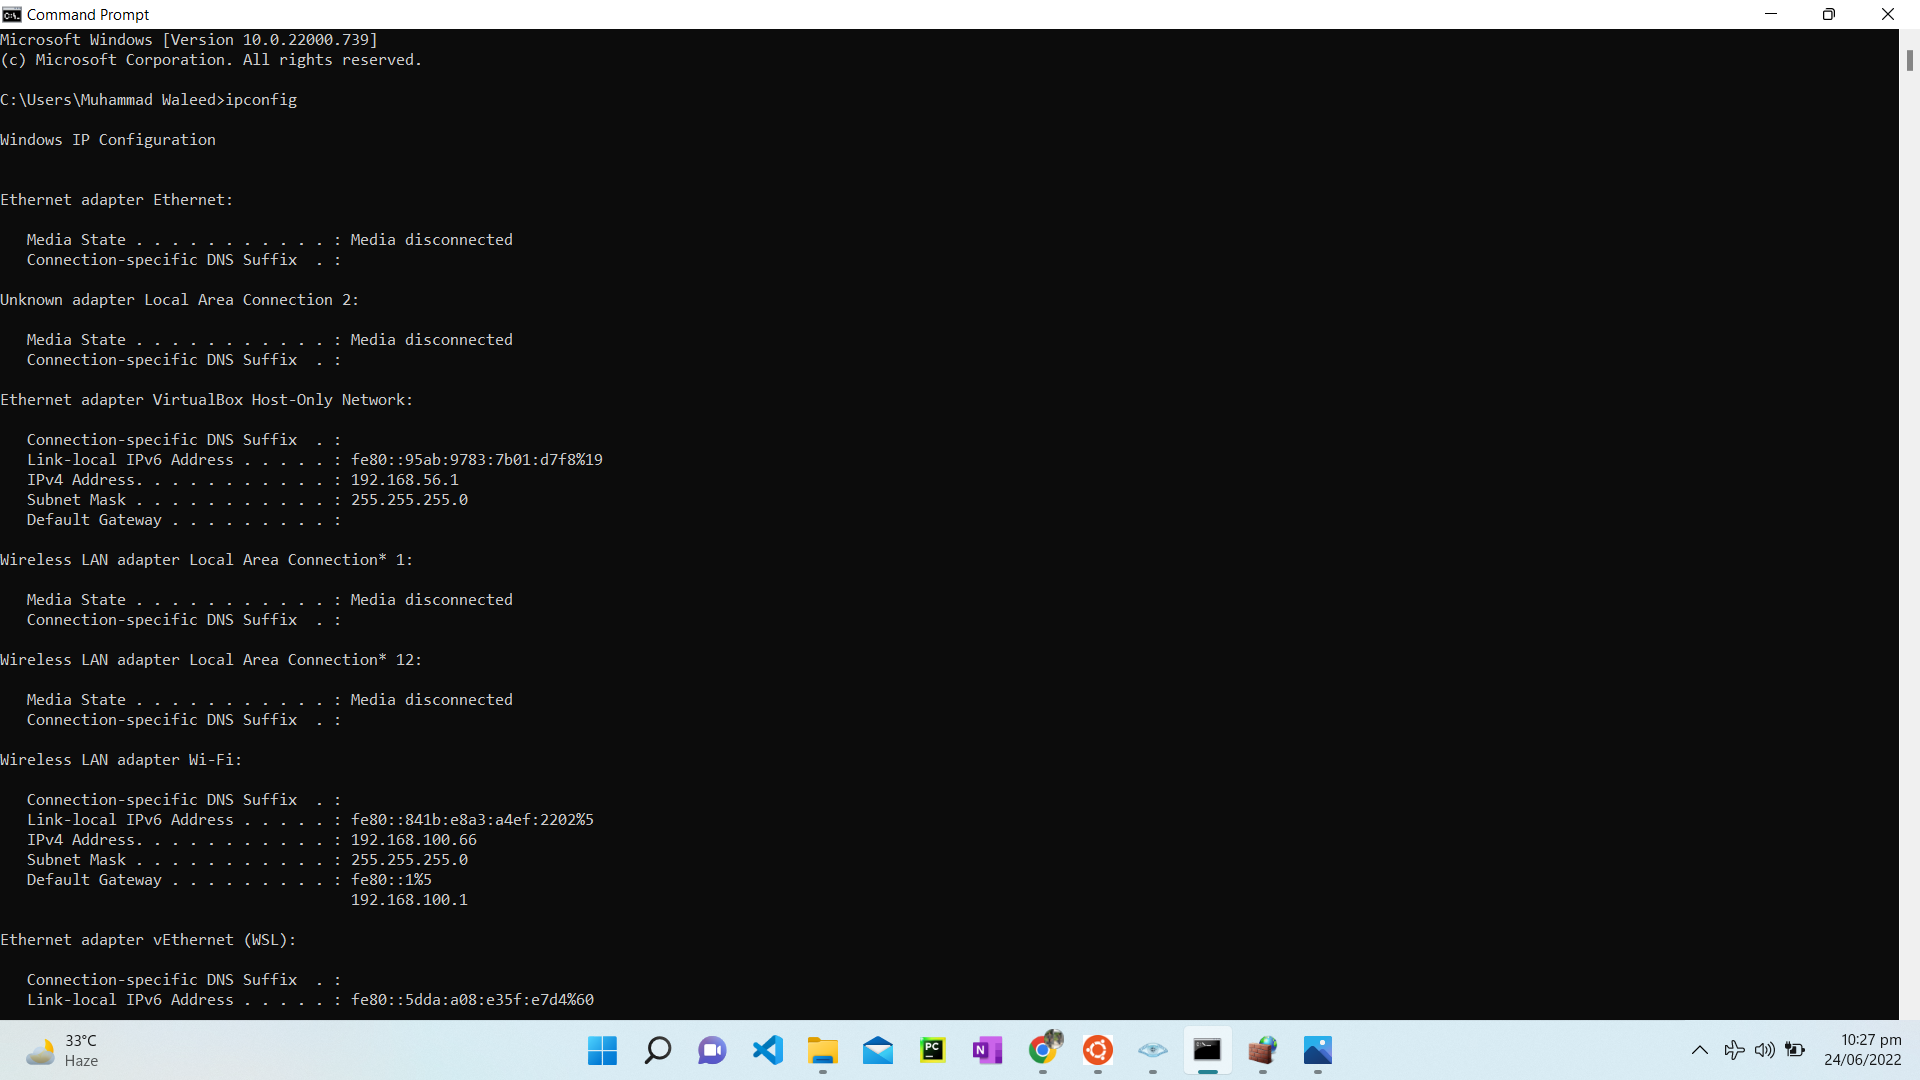 Command Prompt
Microsoft Windows [Version 10.0.22000.739]
(c) Microsoft Corporation. All rights reserved.
C:\Users\Muhammad Waleed>ipconfig
Windows IP Configuration
Ethernet adapter Ethernet:
   Media State . . . . . . . . . . . : Media disconnected
   Connection-specific DNS Suffix  . :
Unknown adapter Local Area Connection 2:
   Media State . . . . . . . . . . . : Media disconnected
   Connection-specific DNS Suffix  . :
Ethernet adapter VirtualBox Host-Only Network:
   Connection-specific DNS Suffix  . :
   Link-local IPv6 Address . . . . . : fe80::95ab:9783:7b01:d7f8%19
   IPv4 Address. . . . . . . . . . . : 192.168.56.1
   Subnet Mask . . . . . . . . . . . : 255.255.255.0
   Default Gateway . . . . . . . . . :
Wireless LAN adapter Local Area Connection* 1:
   Media State . . . . . . . . . . . : Media disconnected
   Connection-specific DNS Suffix  . :
Wireless LAN adapter Local Area Connection* 12:
   Media State . . . . . . . . . . . : Media disconnected
   Connection-specific DNS Suffix  . :
Wireless LAN adapter Wi-Fi:
   Connection-specific DNS Suffix  . :
   Link-local IPv6 Address . . . . . : fe80::841b:e8a3:a4ef:2202%5
   IPv4 Address. . . . . . . . . . . : 192.168.100.66
   Subnet Mask . . . . . . . . . . . : 255.255.255.0
   Default Gateway . . . . . . . . . : fe80::1%5
                                       192.168.100.1
Ethernet adapter vEthernet (WSL):
   Connection-specific DNS Suffix  . :
   Link-local IPv6 Address . . . . . : fe80::5dda:a08:e35f:e7d4%60
33°C
Haze
PC
N
10:27 pm
24/06/2022